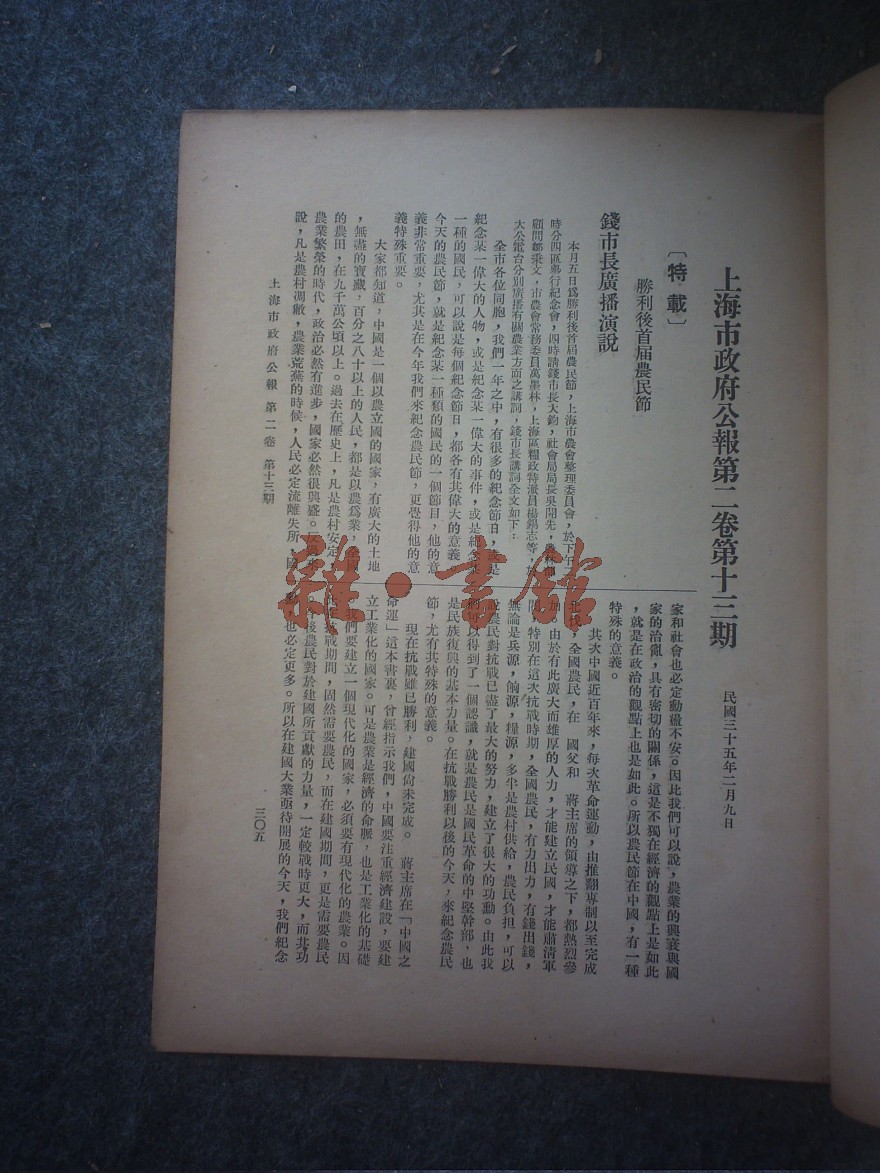 上海市政府公報第二卷第十三期
民國三十五年二月九日
〔特載〕
勝利後首届農民節
錢市長廣播演說
本月五日爲勝利後首届農民節，上海市農會整理委員會，於下午二
時分四區舉行紀念會，四時請錢市長大鈞，社會局局長吳開先，農林部
顧問鄒秉文，市農會常務委員萬墨林，上海區糧政特派員楊錫志等，於
大公電台分別廣播有關農業方面之講詞，錢市長講詞全文如下：
全市各位同胞，我們一年之中，有很多的紀念節日，或是
紀念某一偉大的人物，或是紀念某一偉大的事件，或是紀念某
一種的國民，可以說是每個紀念節日，都各有其偉大的意義
今天的農民節，就是紀念某一種類的國民的一個節目，他的意
義非常重要，尤其是在今年我們來紀念農民節，更覺得他的意
義特殊重要。
大家都知道，中國是一個以農立國的國家，有廣大的土地
，無盡的寶藏，百分之八十以上的人民，都是以農爲業，全國
的農田，在九千萬公頃以上。過去在歷史上，凡是農村安定，
農業繁榮的時代，政治必然有進步，國家必然很興盛。反
說，凡是農村凋敝，農業荒蕪的時候，人民必定流離失所，國
家和社會也必定動盪不安。因此我們可以說，農業的興衰與國
家的治亂，具有密切的關係，這是不獨在經濟的觀點上是如此
，就是在政治的觀點上也是如此。所以農民節在中國，有一種
特殊的意義。
其次中國近百年來，每次革命運動，由推翻專制以至完成
北伐，全國農民，在　國父和　蔣主席的領導之下，都熱烈參
加。由於有此廣大而雄厚的人力，才能建立民國，才能肅清軍
閥。特別在這次抗戰時期，全國農民，有力出力，有錢出錢，
無論是兵源，餉源，糧源，多半是農村供給，農民負担，可以
說農民對抗戰已盡了最大的努力，建立了很大的功勳。由此我
們可以得到了一個認識，就是農民是國民革命的中堅幹部，也
是民族復興的基本力量。在抗戰勝利以後的今天，來紀念農民
節，尤有其特殊的意義。
現在抗戰雖已勝利，建國尙未完成。　蔣主席在「中國之
命運」這本書裏，曾經指示我們，中國要注重經濟建設，要建
立工業化的國家。可是農業是經濟的命脈，也是工業化的基礎
。我們要建立一個現代化的國家，必須要有現代化的農業。因
此在抗戰期間，固然需要農民，而在建國期間，更是需要農民
。今後農民對於建國所貢獻的力量，一定較戰時更大，而其功
勳，也必定更多。所以在建國大業亟待開展的今天，我們紀念
上海市政府公報　第二卷　第十三期
三〇五
雜·書館